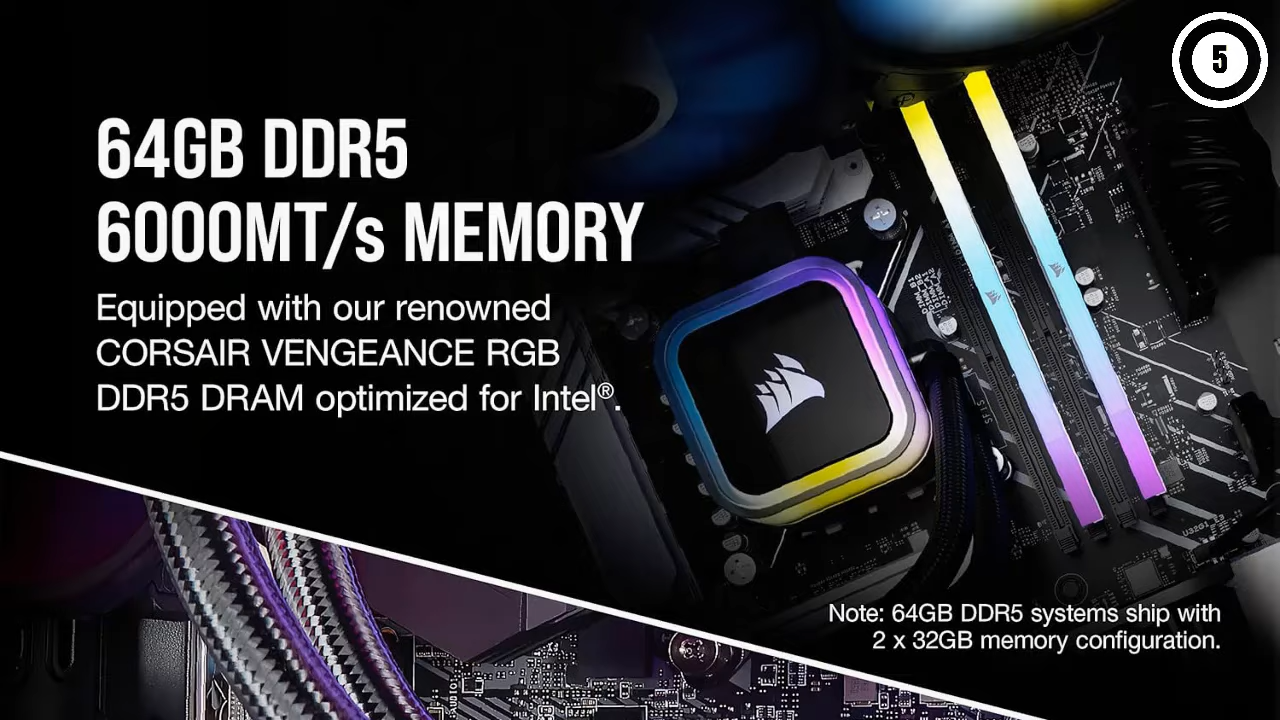 5
64GB DDR5
6000MT/s MEMORY
Equipped with our renowned
CORSAIR VENGEANCE RGB
DDR5 DRAM optimized for Intel®.
Note: 64GB DDR5 systems ship with
2 x 32GB memory configuration.